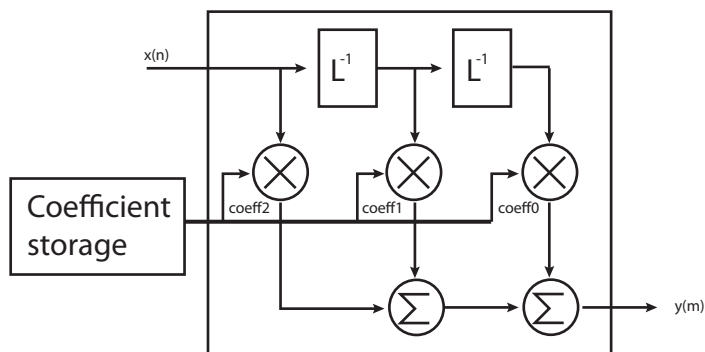 x(n)
L⁻¹
L⁻¹
Coefficient
storage
coeff2
coeff1
coeff0
Σ
Σ
y(m)